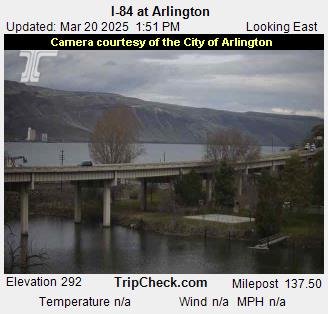 I-84 at Arlington
Updated: Mar 20 2025 1:51 PM Looking East
Camera courtesy of the City of Arlington
Elevation 292 TripCheck.com Milepost 137.50
Temperature n/a Wind n/a MPH n/a